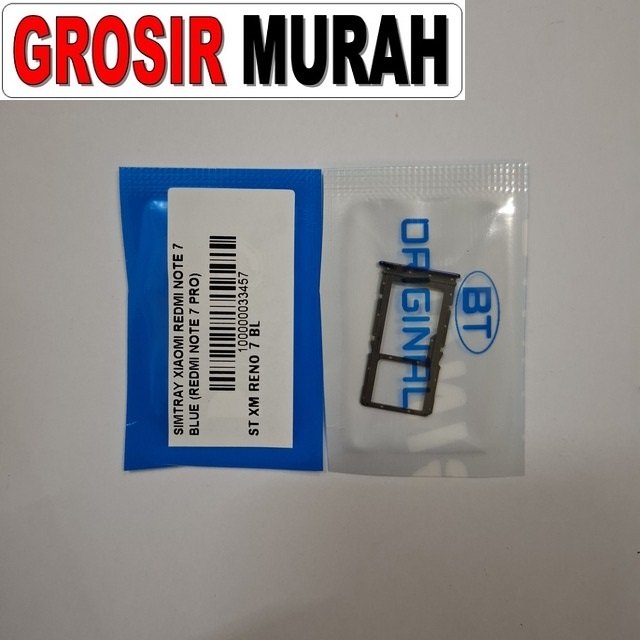 GROSIR MURAH
SIMTRAY XIAOMI REDMI NOTE 7
BLUE (REDMI NOTE 7 PRO)
100000033457
ST XM RENO 7 BL
BT
ORIGINAL